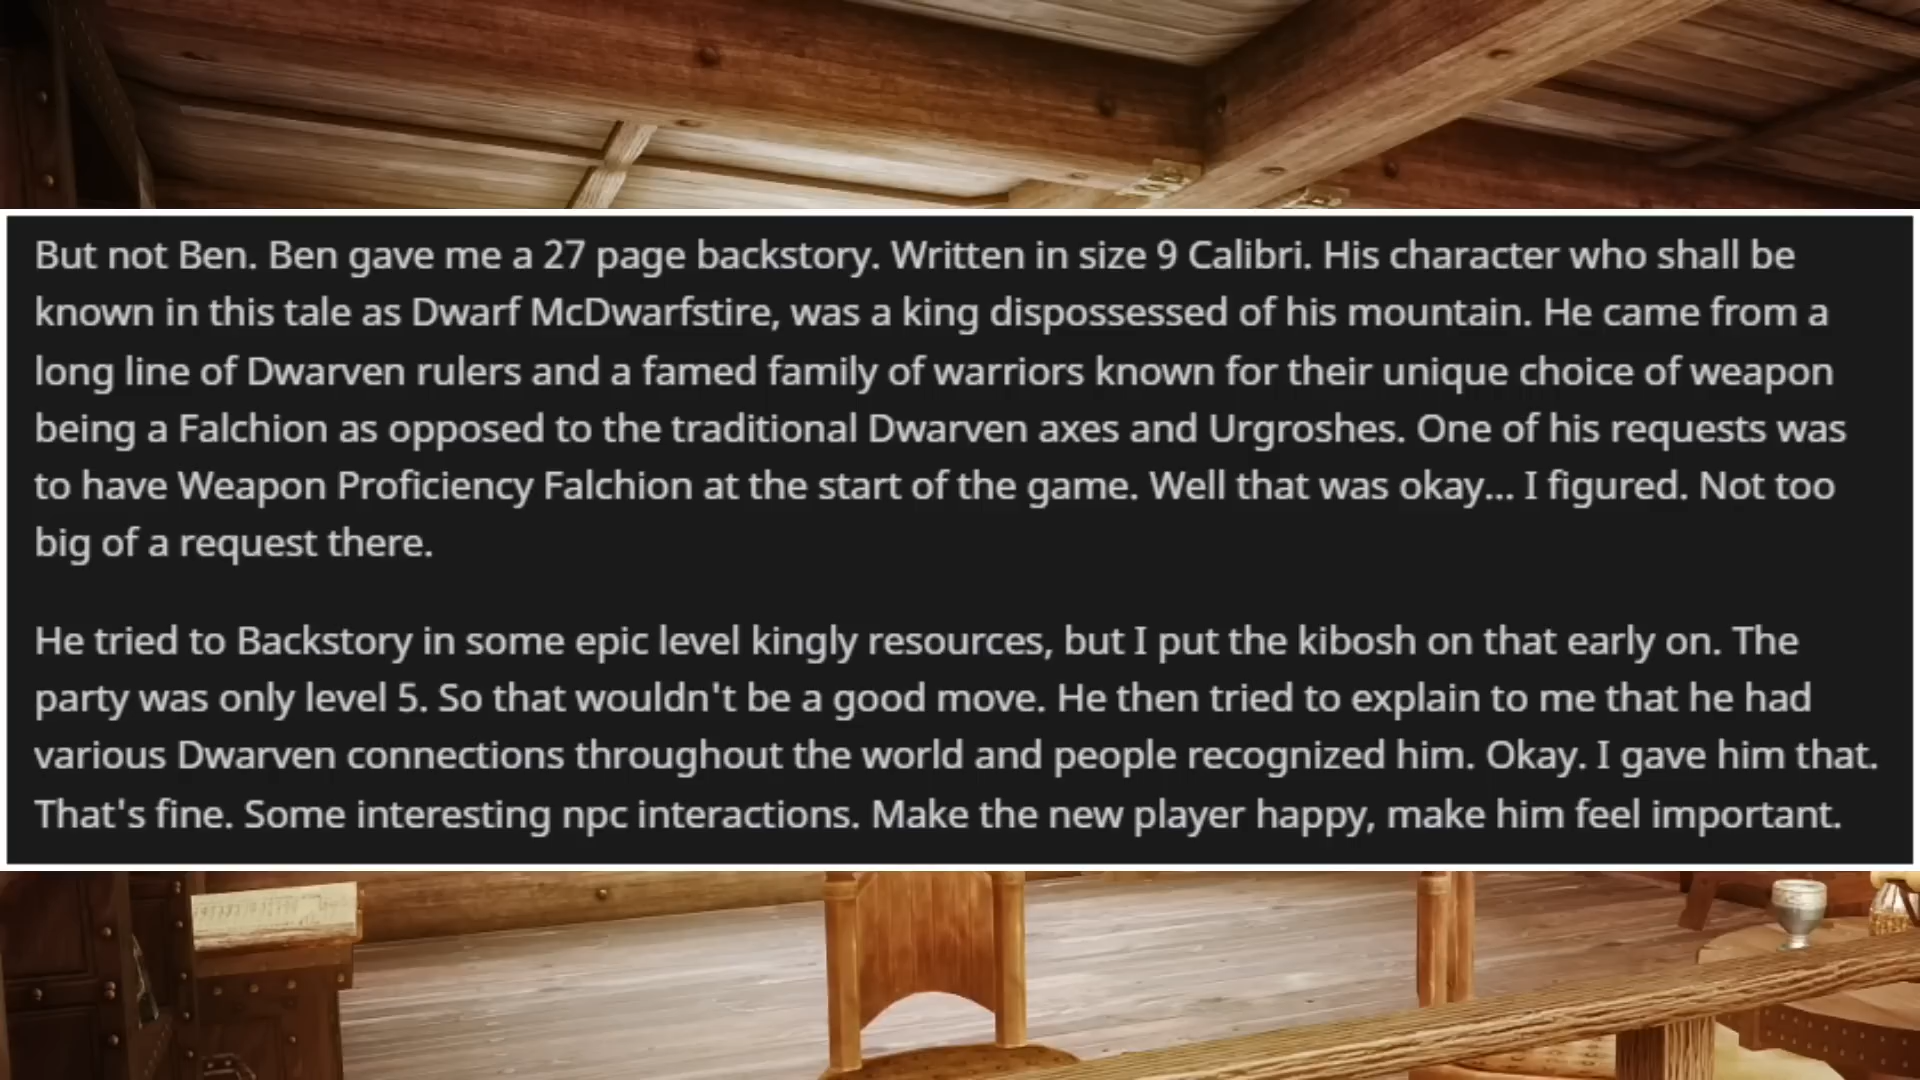 But not Ben. Ben gave me a 27 page backstory. Written in size 9 Calibri. His character who shall be
known in this tale as Dwarf McDwarfstire, was a king dispossessed of his mountain. He came from a
long line of Dwarven rulers and a famed family of warriors known for their unique choice of weapon
being a Falchion as opposed to the traditional Dwarven axes and Urgroshes. One of his requests was
to have Weapon Proficiency Falchion at the start of the game. Well that was okay... I figured. Not too
big of a request there.
He tried to Backstory in some epic level kingly resources, but I put the kibosh on that early on. The
party was only level 5. So that wouldn't be a good move. He then tried to explain to me that he had
various Dwarven connections throughout the world and people recognized him. Okay. I gave him that.
That's fine. Some interesting npc interactions. Make the new player happy, make him feel important.